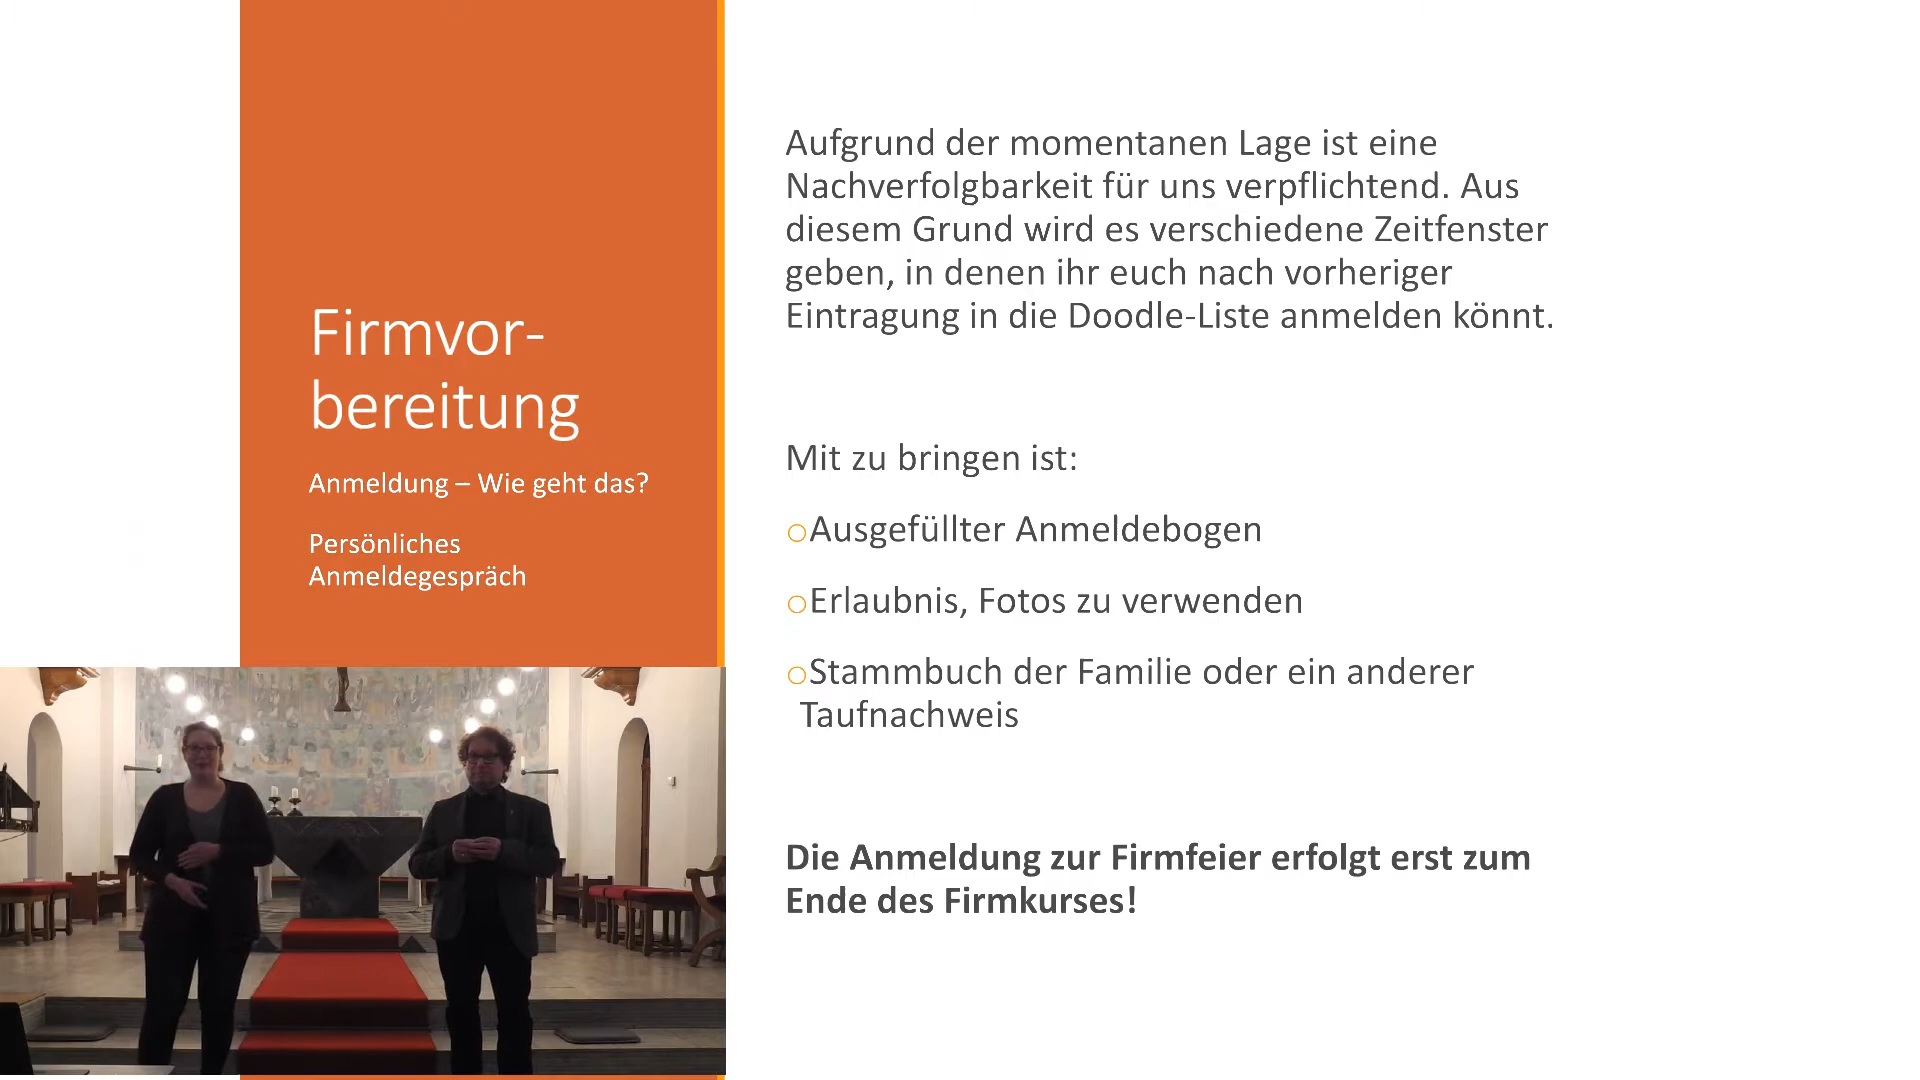 Firmvor-
bereitung
Anmeldung – Wie geht das?
Persönliches
Anmeldegespräch
Aufgrund der momentanen Lage ist eine
Nachverfolgbarkeit für uns verpflichtend. Aus
diesem Grund wird es verschiedene Zeitfenster
geben, in denen ihr euch nach vorheriger
Eintragung in die Doodle-Liste anmelden könnt.
Mit zu bringen ist:
oAusgefüllter Anmeldebogen
oErlaubnis, Fotos zu verwenden
oStammbuch der Familie oder ein anderer
Taufnachweis
Die Anmeldung zur Firmfeier erfolgt erst zum
Ende des Firmkurses!